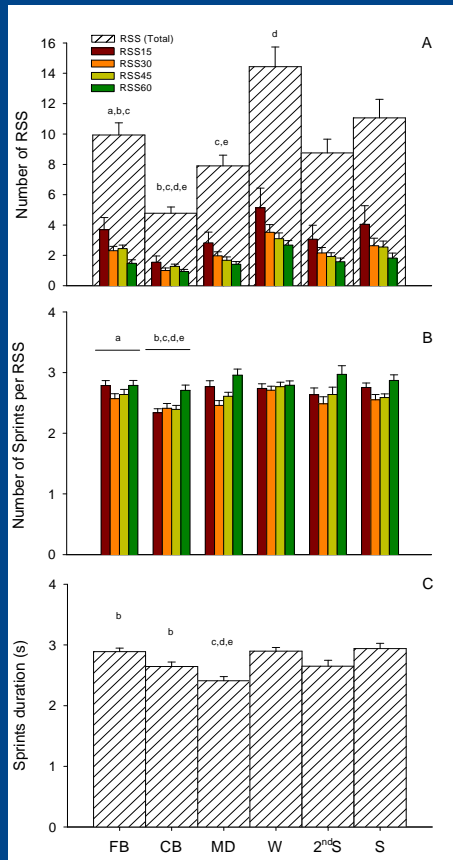 A
Number of RSS
16
14
12
10
8
6
4
2
0
RSS (Total)
RSS15
RSS30
RSS45
RSS60
a,b,c
b,c,d,e
c,e
d
B
Number of Sprints per RSS
4
3
2
1
0
a
b,c,d,e
C
Sprints duration (s)
4
3
2
1
0
b
b
c,d,e
FB CB MD W 2ndS S